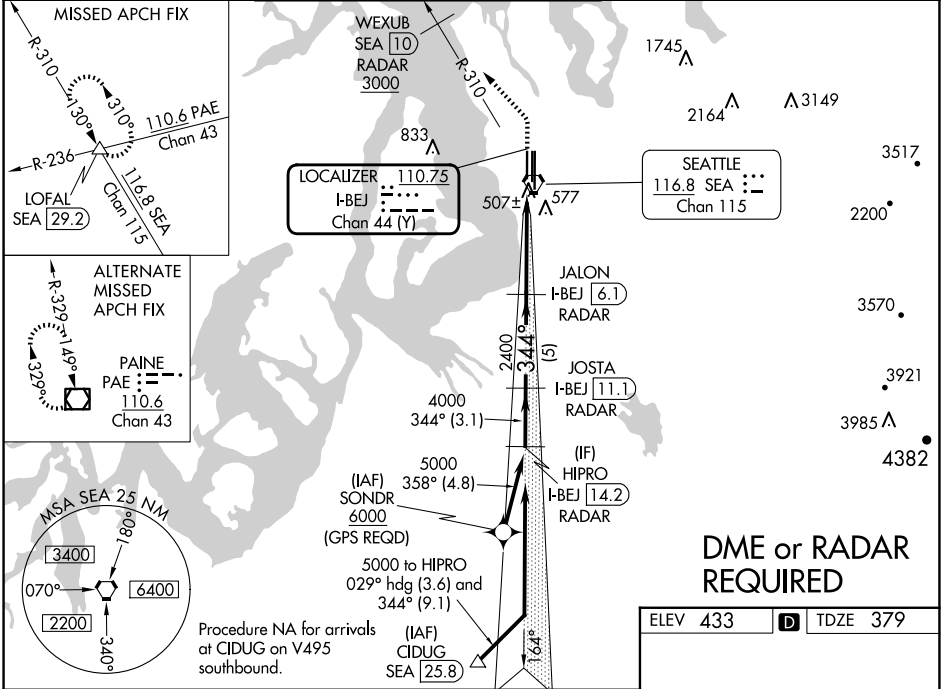 MISSED APCH FIX
R-310
130°
310°
110.6 PAE
Chan 43
R-236
LOFAL
SEA 29.2
116.8 SEA
Chan 115
ALTERNATE
MISSED
APCH FIX
R-329
149°
329°
PAINE
PAE
110.6
Chan 43
WEXUB
SEA 10
RADAR
3000
R-310
1745
2164
3149
833
3517
LOCALIZER 110.75
I-BEJ
Chan 44 (Y)
507±
577
SEATTLE
116.8 SEA
Chan 115
2200
JALON
I-BEJ 6.1
RADAR
2400
344°
(5)
3570
JOSTA
I-BEJ 11.1
RADAR
3921
4000
344° (3.1)
3985
4382
(IF)
HIPRO
I-BEJ 14.2
RADAR
5000
358° (4.8)
(IAF)
SONDR
6000
(GPS REQD)
5000 to HIPRO
029° hdg (3.6) and
344° (9.1)
(IAF)
CIDUG
SEA 25.8
164°
MSA SEA 25 NM
180°
3400
070°
6400
2200
340°
Procedure NA for arrivals
at CIDUG on V495
southbound.
DME or RADAR
REQUIRED
ELEV 433 D TDZE 379